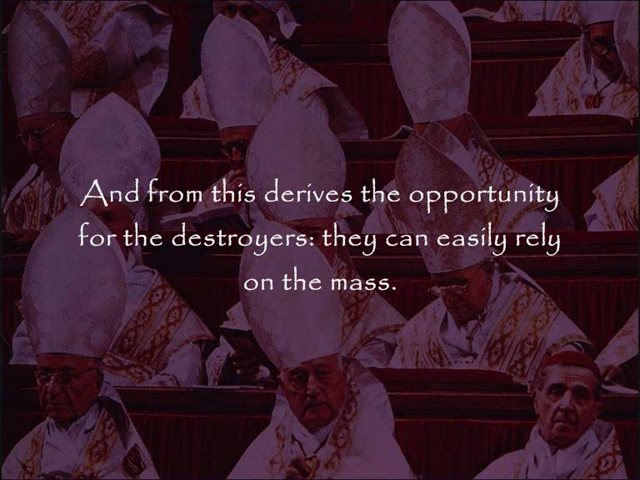 And from this derives the opportunity
for the destroyers: they can easily rely
on the mass.